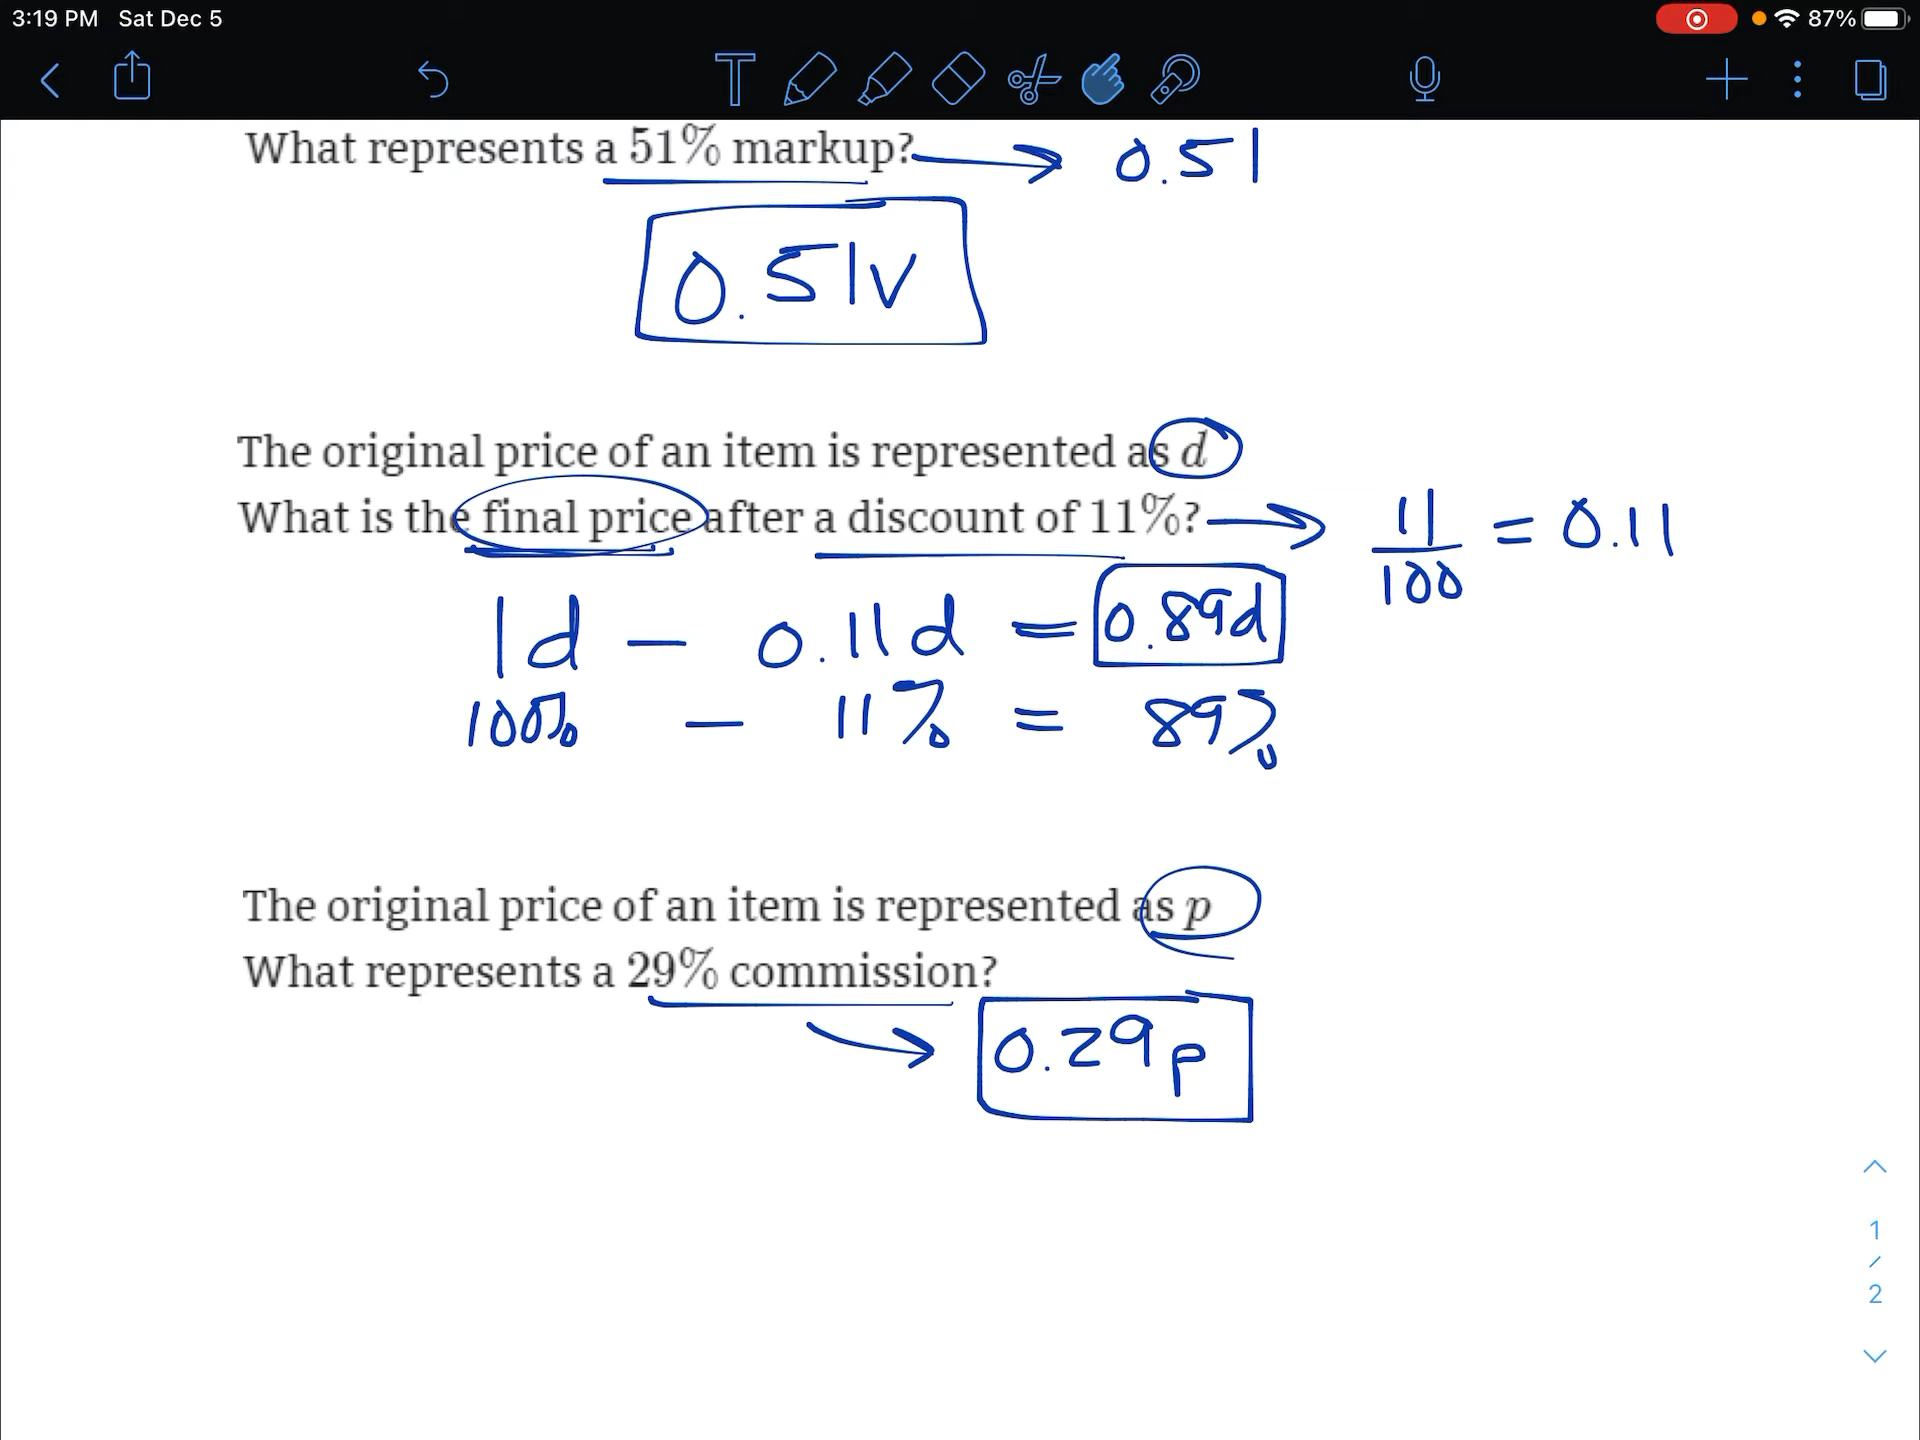 3:19 PM Sat Dec 5 87%
T
What represents a 51% markup? → 0.51
0.51v
The original price of an item is represented as d
What is the final price after a discount of 11%? → 11/100 = 0.11
1d - 0.11d = 0.89d
100% - 11% = 89%
The original price of an item is represented as p
What represents a 29% commission?
→ 0.29p
1
/
2